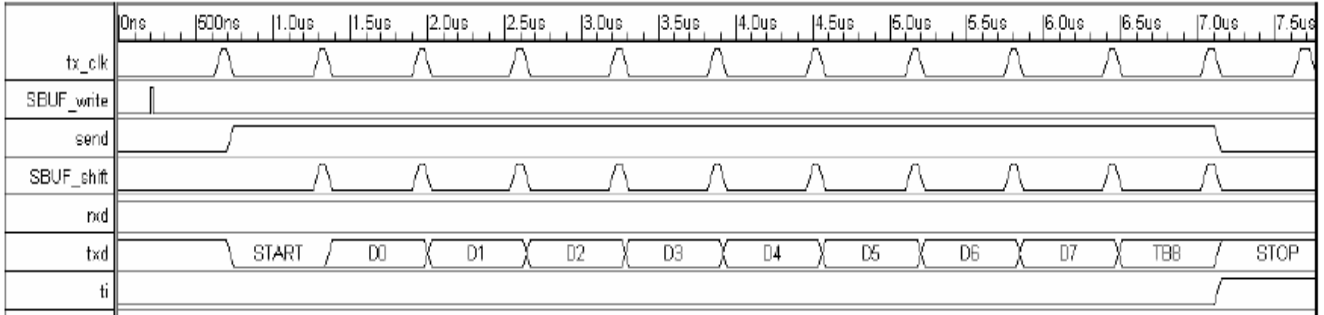 0ns 500ns 1.0us 1.5us 2.0us 2.5us 3.0us 3.5us 4.0us 4.5us 5.0us 5.5us 6.0us 6.5us 7.0us 7.5us
tx_clk
SBUF_write
send
SBUF_shift
rxd
txd START D0 D1 D2 D3 D4 D5 D6 D7 TB8 STOP
ti